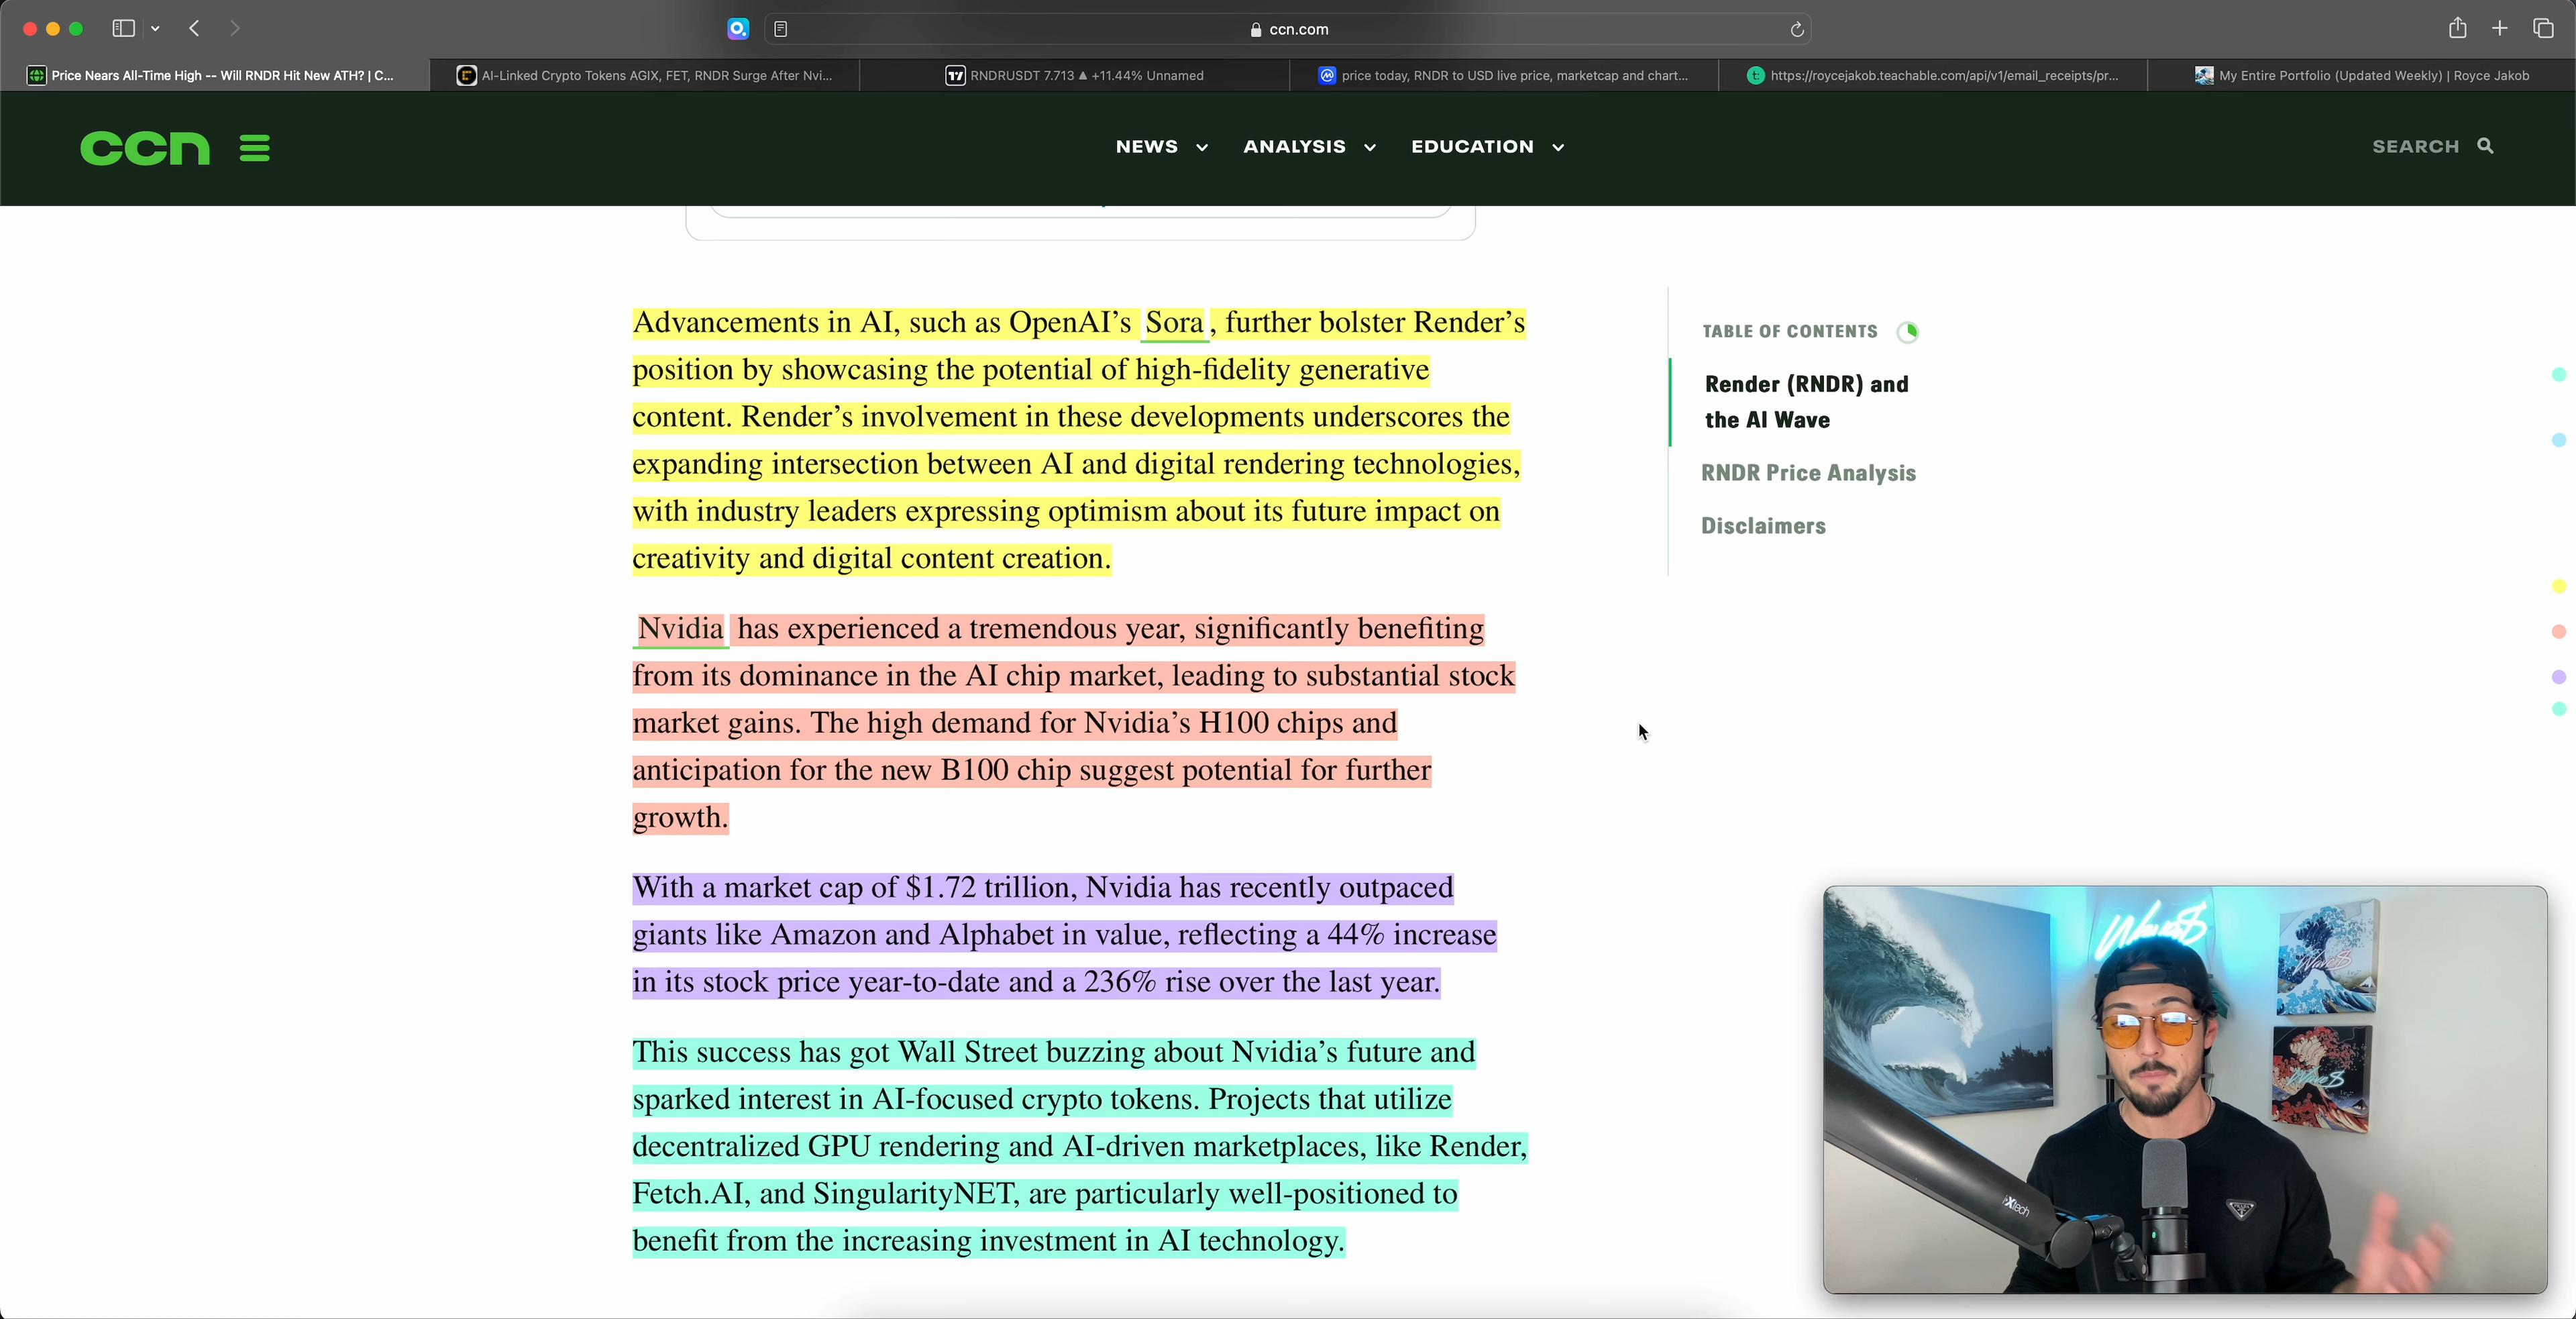 ccn.com
Price Nears All-Time High -- Will RNDR Hit New ATH? | C...
AI-Linked Crypto Tokens AGIX, FET, RNDR Surge After Nvi...
RNDRUSDT 7.713 ▲ +11.44% Unnamed
price today, RNDR to USD live price, marketcap and chart...
https://roycejakob.teachable.com/api/v1/email_receipts/pr...
My Entire Portfolio (Updated Weekly) | Royce Jakob
ccn
NEWS
ANALYSIS
EDUCATION
SEARCH
Advancements in AI, such as OpenAI’s Sora, further bolster Render’s
position by showcasing the potential of high-fidelity generative
content. Render’s involvement in these developments underscores the
expanding intersection between AI and digital rendering technologies,
with industry leaders expressing optimism about its future impact on
creativity and digital content creation.
Nvidia has experienced a tremendous year, significantly benefiting
from its dominance in the AI chip market, leading to substantial stock
market gains. The high demand for Nvidia’s H100 chips and
anticipation for the new B100 chip suggest potential for further
growth.
With a market cap of $1.72 trillion, Nvidia has recently outpaced
giants like Amazon and Alphabet in value, reflecting a 44% increase
in its stock price year-to-date and a 236% rise over the last year.
This success has got Wall Street buzzing about Nvidia’s future and
sparked interest in AI-focused crypto tokens. Projects that utilize
decentralized GPU rendering and AI-driven marketplaces, like Render,
Fetch.AI, and SingularityNET, are particularly well-positioned to
benefit from the increasing investment in AI technology.
TABLE OF CONTENTS
Render (RNDR) and
the AI Wave
RNDR Price Analysis
Disclaimers